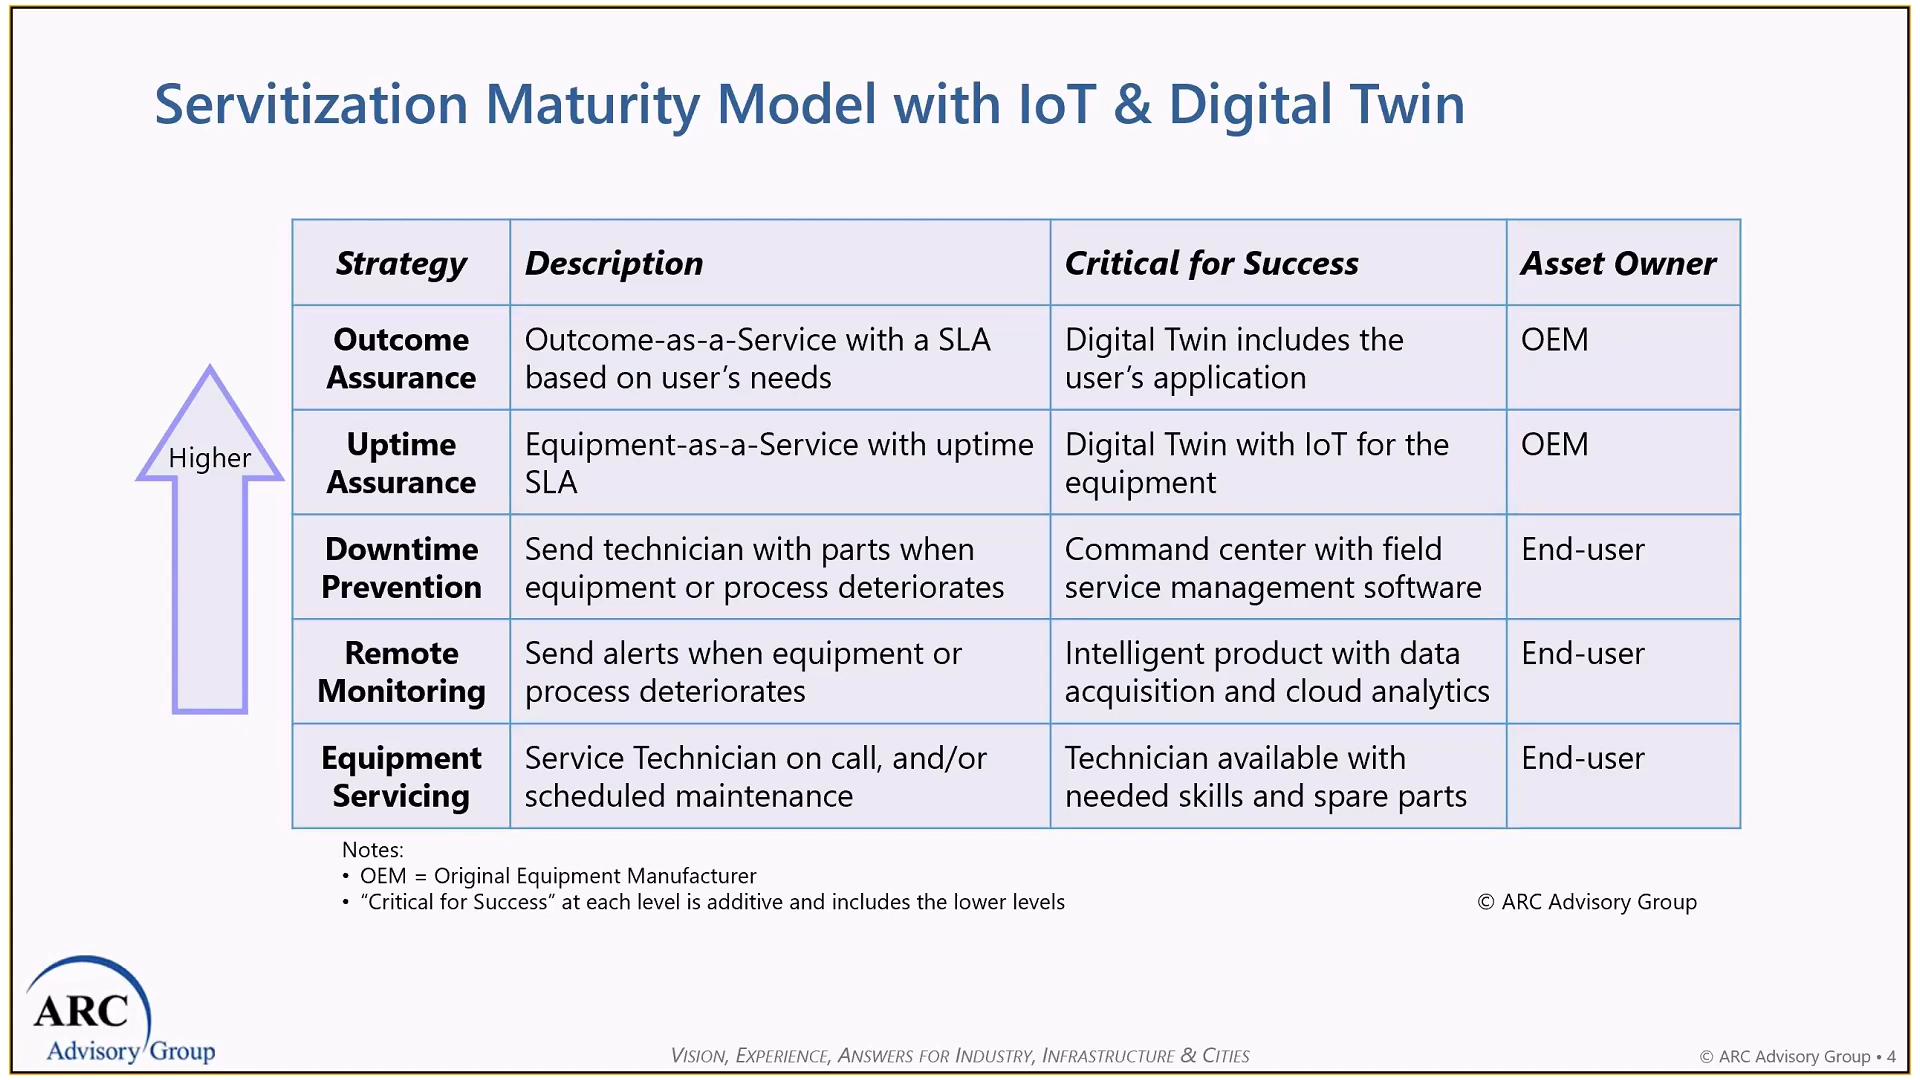 Servitization Maturity Model with IoT & Digital Twin
Strategy
Description
Critical for Success
Asset Owner
Outcome
Assurance
Outcome-as-a-Service with a SLA
based on user’s needs
Digital Twin includes the
user’s application
OEM
Higher
Uptime
Assurance
Equipment-as-a-Service with uptime
SLA
Digital Twin with IoT for the
equipment
OEM
Downtime
Prevention
Send technician with parts when
equipment or process deteriorates
Command center with field
service management software
End-user
Remote
Monitoring
Send alerts when equipment or
process deteriorates
Intelligent product with data
acquisition and cloud analytics
End-user
Equipment
Servicing
Service Technician on call, and/or
scheduled maintenance
Technician available with
needed skills and spare parts
End-user
Notes:
• OEM = Original Equipment Manufacturer
• “Critical for Success” at each level is additive and includes the lower levels
© ARC Advisory Group
ARC
Advisory Group
VISION, EXPERIENCE, ANSWERS FOR INDUSTRY, INFRASTRUCTURE & CITIES
© ARC Advisory Group • 4